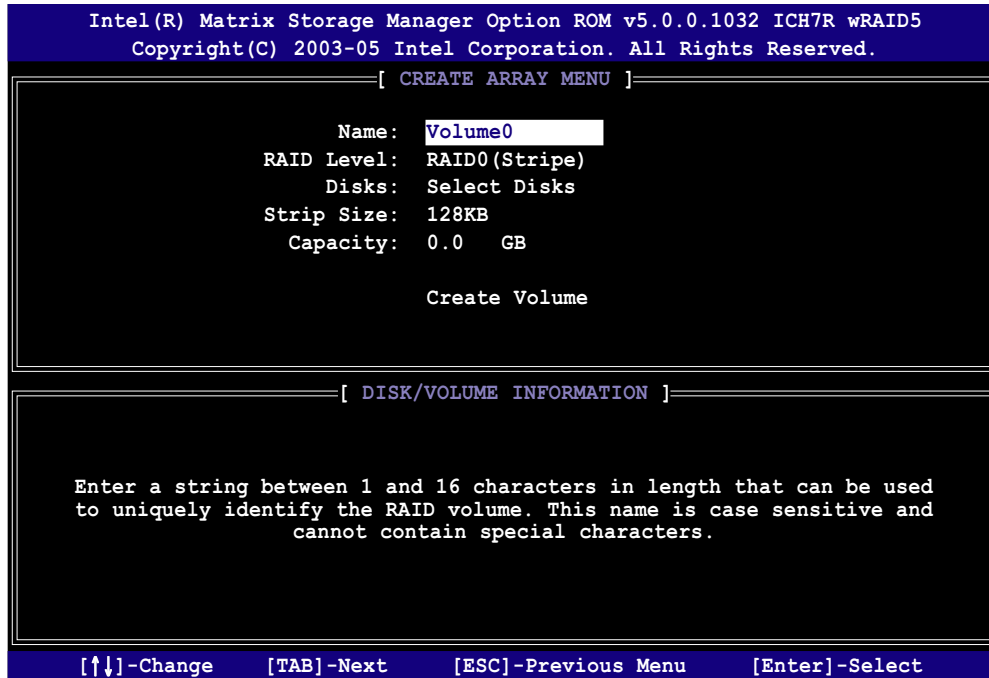 Intel(R) Matrix Storage Manager Option ROM v5.0.0.1032 ICH7R wRAID5
Copyright(C) 2003-05 Intel Corporation. All Rights Reserved.
[ CREATE ARRAY MENU ]
Name: Volume0
RAID Level: RAID0(Stripe)
Disks: Select Disks
Strip Size: 128KB
Capacity: 0.0 GB
Create Volume
[ DISK/VOLUME INFORMATION ]
Enter a string between 1 and 16 characters in length that can be used
to uniquely identify the RAID volume. This name is case sensitive and
cannot contain special characters.
[↑↓]-Change [TAB]-Next [ESC]-Previous Menu [Enter]-Select